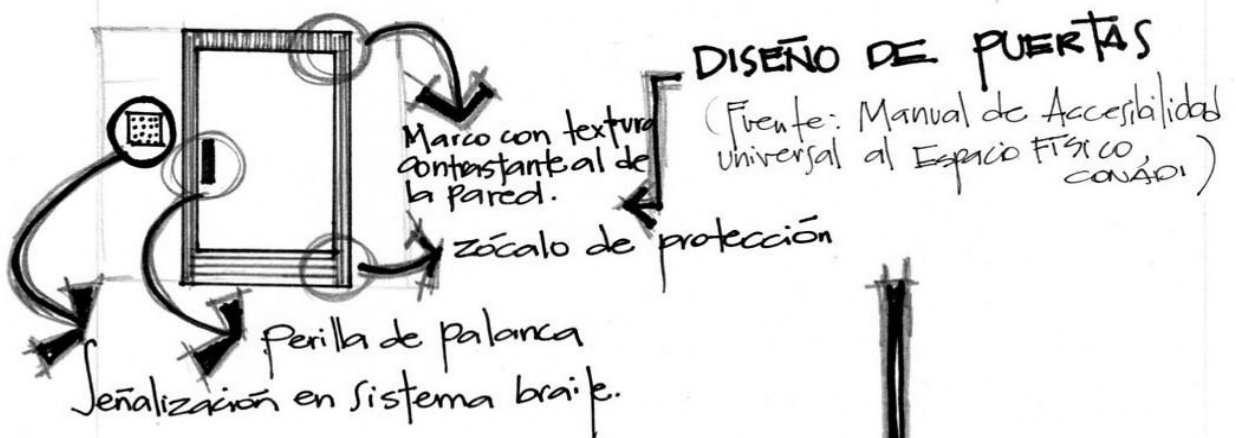 DISEÑO DE PUERTAS
(Fuente: Manual de Accesibilidad
universal al Espacio FÍSICO,
CONADI)
Marco con textura
contrastante al de
la pared.
zócalo de protección
perilla de palanca
Señalización en sistema braile.